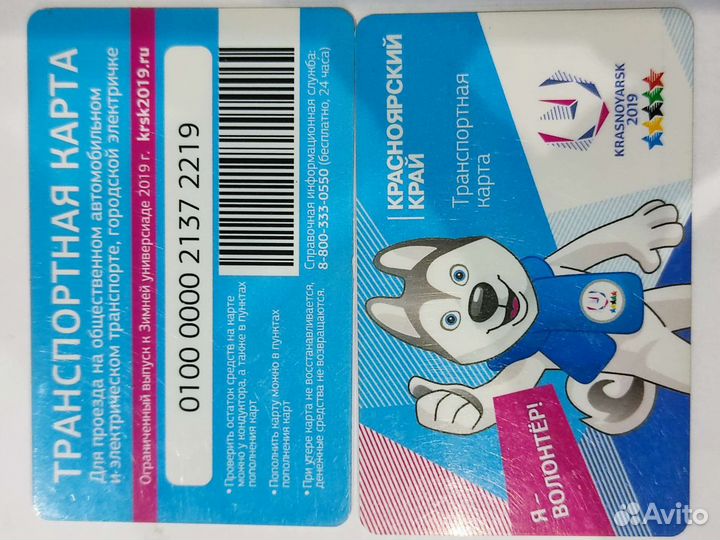 ТРАНСПОРТНАЯ КАРТА
Для проезда на общественном автомобильном
и электрическом транспорте, городской электричке
Ограниченный выпуск к Зимней универсиаде 2019 г. krsk2019.ru
0100 0000 2137 2219
• Проверить остаток средств на карте
можно у кондуктора, а также в пунктах
пополнения карт
• Пополнить карту можно в пунктах
пополнения карт
• При утере карта не восстанавливается,
денежные средства не возвращаются.
Справочная информационная служба:
8-800-333-0550 (бесплатно, 24 часа)
КРАСНОЯРСКИЙ
КРАЙ
Транспортная
карта
KRASNOYARSK
2019
Я –
ВОЛОНТЁР!
Avito